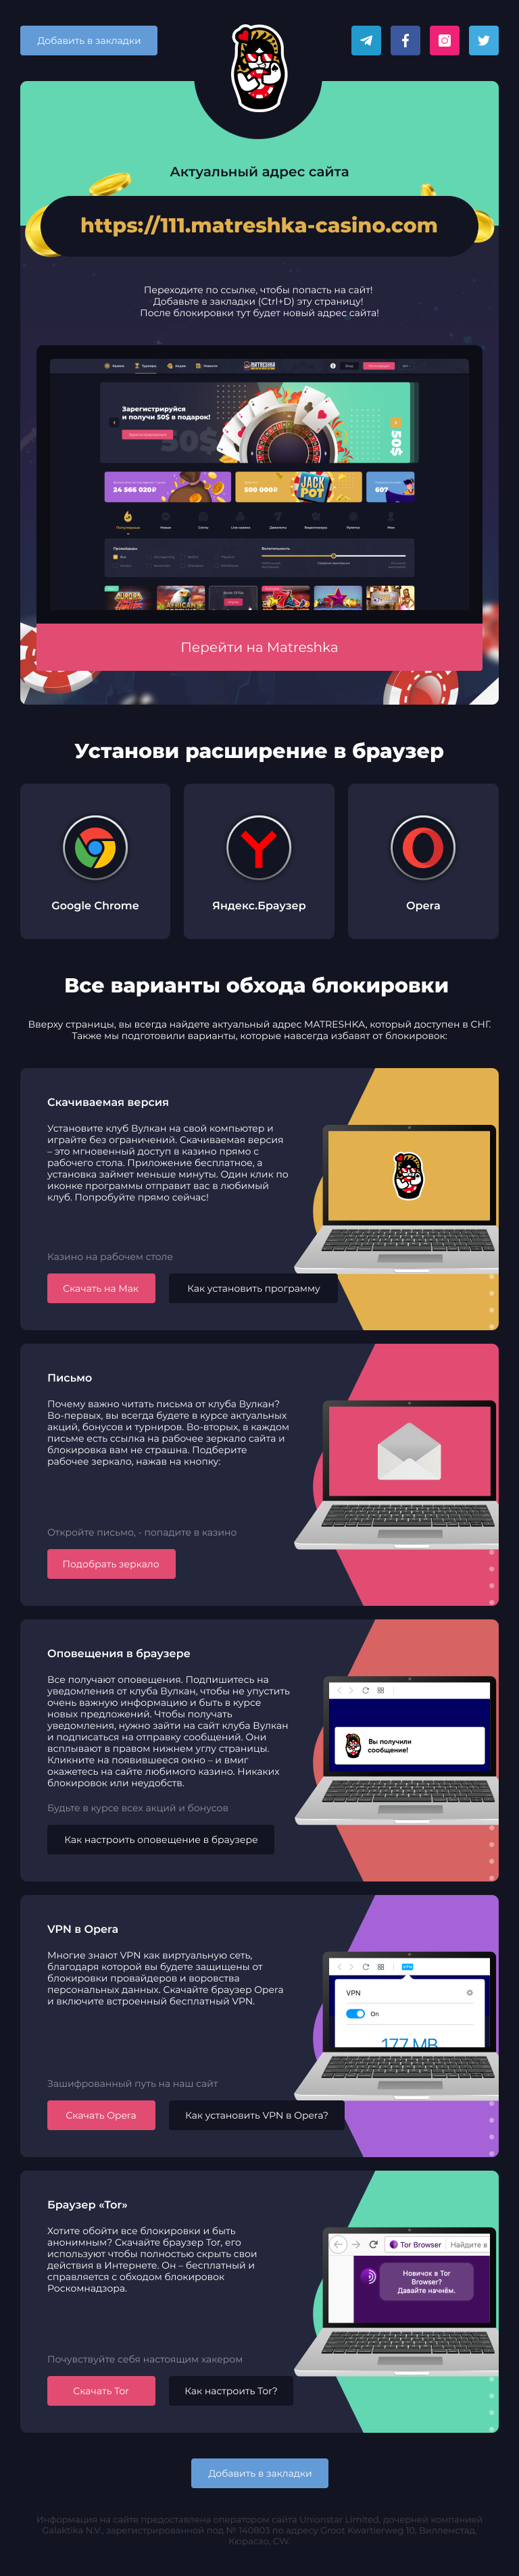 Добавить в закладки
Актуальный адрес сайта
https://111.matreshka-casino.com
Переходите по ссылке, чтобы попасть на сайт!
Добавьте в закладки (Ctrl+D) эту страницу!
После блокировки тут будет новый адрес сайта!
Казино
Турниры
Акции
Новости
MATRESHKA
Зарегистрируйся
и получи 50$ в подарок!
50$
50$
24 566 020₽
500 000₽
JACK POT
607
Перейти на Matreshka
Установи расширение в браузер
Google Chrome
Яндекс.Браузер
Opera
Все варианты обхода блокировки
Вверху страницы, вы всегда найдете актуальный адрес MATRESHKA, который доступен в СНГ.
Также мы подготовили варианты, которые навсегда избавят от блокировок:
Скачиваемая версия
Установите клуб Вулкан на свой компьютер и
играйте без ограничений. Скачиваемая версия
– это мгновенный доступ в казино прямо с
рабочего стола. Приложение бесплатное, а
установка займет меньше минуты. Один клик по
иконке программы отправит вас в любимый
клуб. Попробуйте прямо сейчас!
Казино на рабочем столе
Скачать на Мак
Как установить программу
Письмо
Почему важно читать письма от клуба Вулкан?
Во-первых, вы всегда будете в курсе актуальных
акций, бонусов и турниров. Во-вторых, в каждом
письме есть ссылка на рабочее зеркало сайта и
блокировка вам не страшна. Подберите
рабочее зеркало, нажав на кнопку:
Откройте письмо, - попадите в казино
Подобрать зеркало
Оповещения в браузере
Все получают оповещения. Подпишитесь на
уведомления от клуба Вулкан, чтобы не упустить
очень важную информацию и быть в курсе
новых предложений. Чтобы получать
уведомления, нужно зайти на сайт клуба Вулкан
и подписаться на отправку сообщений. Они
всплывают в правом нижнем углу страницы.
Кликните на появившееся окно – и вмиг
окажетесь на сайте любимого казино. Никаких
блокировок или неудобств.
Будьте в курсе всех акций и бонусов
Как настроить оповещение в браузере
Вы получили
сообщение!
VPN в Opera
Многие знают VPN как виртуальную сеть,
благодаря которой вы будете защищены от
блокировки провайдеров и воровства
персональных данных. Скачайте браузер Opera
и включите встроенный бесплатный VPN.
Зашифрованный путь на наш сайт
Скачать Opera
Как установить VPN в Opera?
VPN
VPN
On
177 MB
Браузер «Tor»
Хотите обойти все блокировки и быть
анонимным? Скачайте браузер Tor, его
используют чтобы полностью скрыть свои
действия в Интернете. Он – бесплатный и
справляется с обходом блокировок
Роскомнадзора.
Почувствуйте себя настоящим хакером
Скачать Tor
Как настроить Tor?
Tor Browser
Найдите в
Новичок в Tor
Browser?
Давайте начнём.
Добавить в закладки
Информация на сайте предоставлена оператором сайта Unionstar Limited, дочерней компанией
Galaktika N.V., зарегистрированной под № 140803 по адресу Groot Kwartierweg 10, Виллемстад,
Кюрасао, CW.